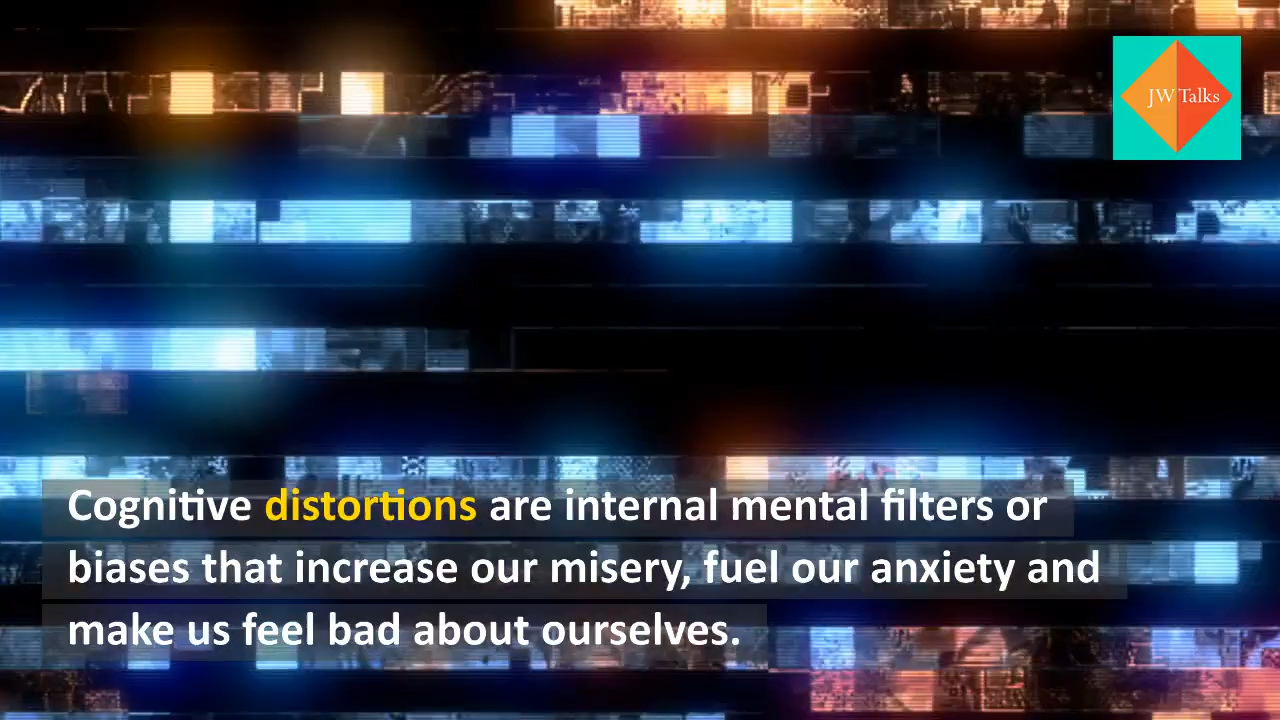 JW Talks
Cognitive distortions are internal mental filters or
biases that increase our misery, fuel our anxiety and
make us feel bad about ourselves.